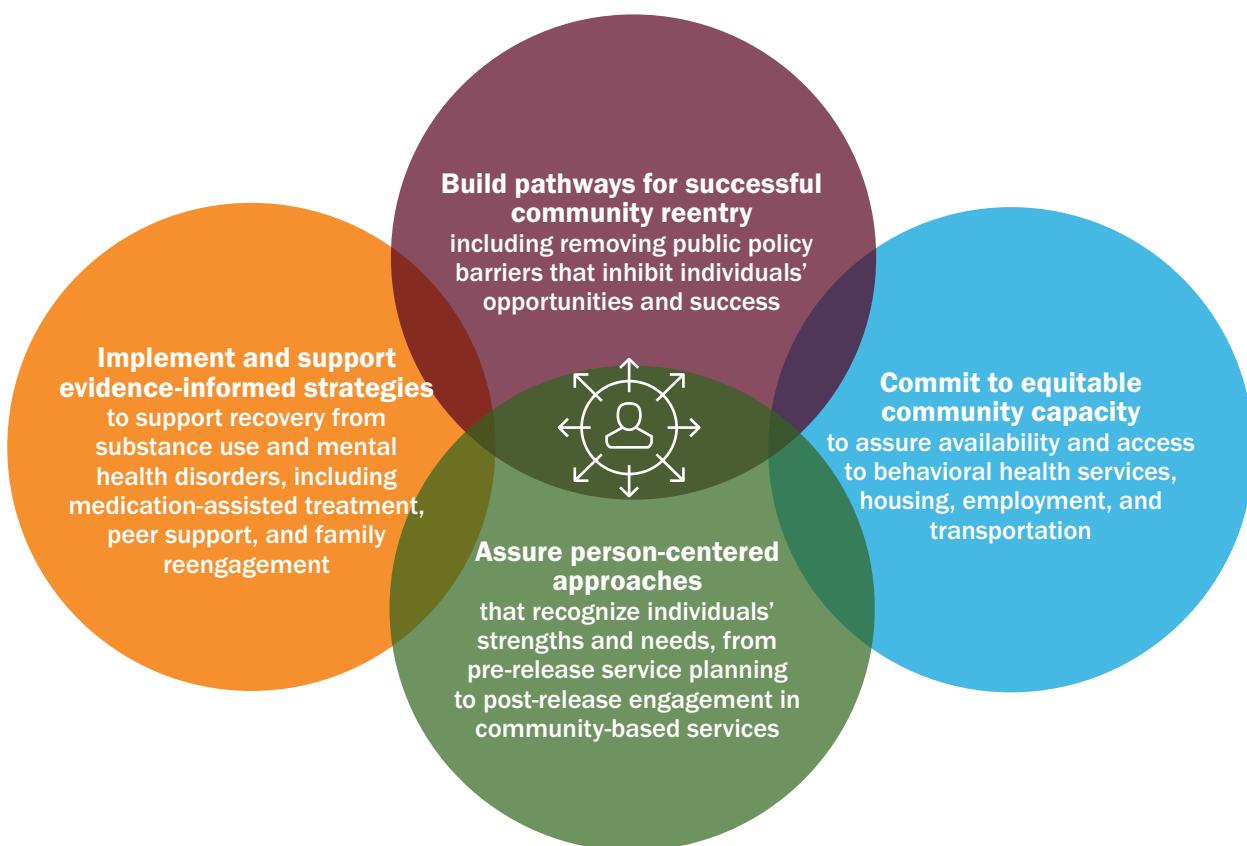 Build pathways for successful
community reentry
including removing public policy
barriers that inhibit individuals’
opportunities and success
Implement and support
evidence-informed strategies
to support recovery from
substance use and mental
health disorders, including
medication-assisted treatment,
peer support, and family
reengagement
Commit to equitable
community capacity
to assure availability and access
to behavioral health services,
housing, employment, and
transportation
Assure person-centered
approaches
that recognize individuals’
strengths and needs, from
pre-release service planning
to post-release engagement in
community-based services